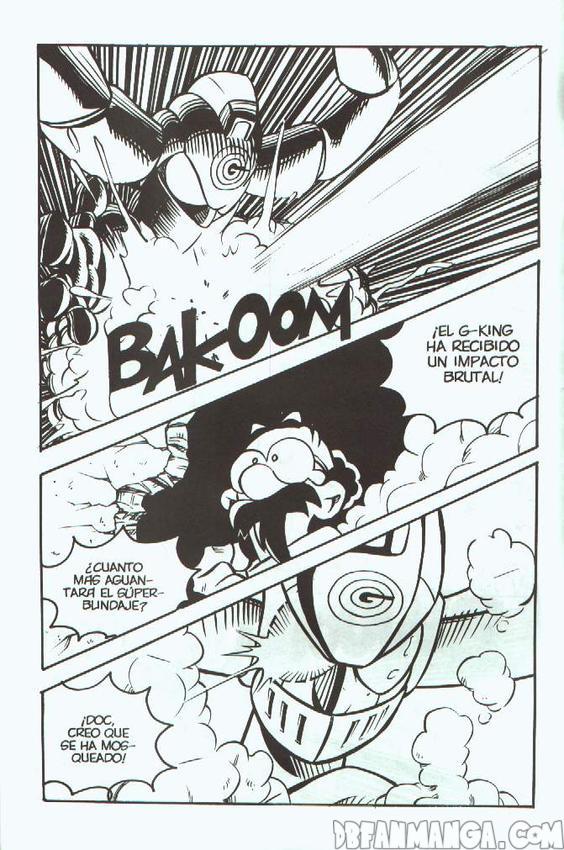 G
BAK-OOM
¡EL G-KING
HA RECIBIDO
UN IMPACTO
BRUTAL!
¿CUANTO
MAS AGUAN-
TARÁ EL SÚPER-
BLINDAJE?
G
¡DOC,
CREO QUE
SE HA MOS-
QUEADO!
DBFANMANGA.COM